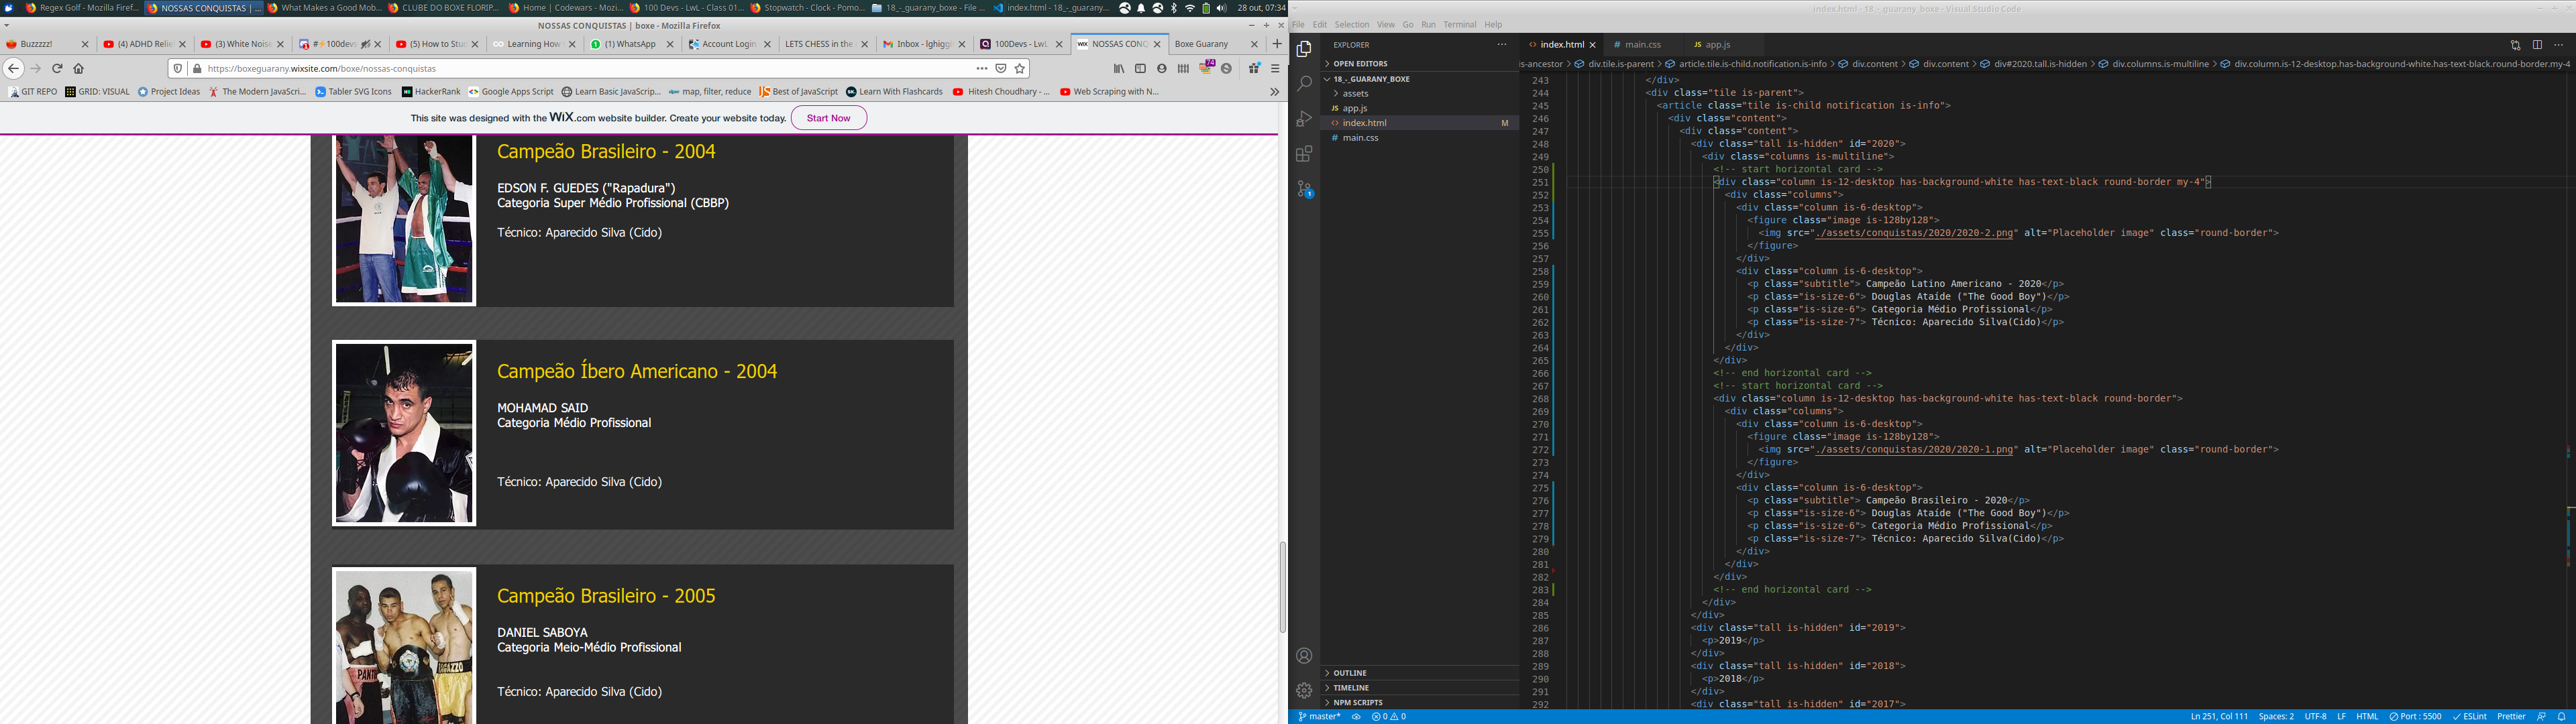 Regex Golf - Mozilla Firef...
NOSSAS CONQUISTAS | ...
What Makes a Good Mob...
CLUBE DO BOXE FLORIP...
Home | Codewars - Mozi...
100 Devs - LwL - Class 01...
Stopwatch - Clock - Pomo...
18_-_guarany_boxe - File ...
index.html - 18_-_guarany...
28 out, 07:34
NOSSAS CONQUISTAS | boxe - Mozilla Firefox
Buzzzzz!
(4) ADHD Relie
(3) White Nois
#⚡100devs
(5) How to Stu
Learning How
(1) WhatsApp
Account Login
LETS CHESS in the
Inbox - lghiggi
100Devs - LwL
NOSSAS CONQ
Boxe Guarany
https://boxeguarany.wixsite.com/boxe/nossas-conquistas
74
GIT REPO
GRID: VISUAL
Project Ideas
The Modern JavaScri...
Tabler SVG Icons
HackerRank
Google Apps Script
Learn Basic JavaScrip...
map, filter, reduce
Best of JavaScript
Learn With Flashcards
Hitesh Choudhary - ...
Web Scraping with N...
This site was designed with the WiX.com website builder. Create your website today.
Start Now
Campeão Brasileiro - 2004
EDSON F. GUEDES ("Rapadura")
Categoria Super Médio Profissional (CBBP)
Técnico: Aparecido Silva (Cido)
Campeão Íbero Americano - 2004
MOHAMAD SAID
Categoria Médio Profissional
Técnico: Aparecido Silva (Cido)
Campeão Brasileiro - 2005
DANIEL SABOYA
Categoria Meio-Médio Profissional
Técnico: Aparecido Silva (Cido)
index.html - 18_-_guarany_boxe - Visual Studio Code
File Edit Selection View Go Run Terminal Help
EXPLORER
OPEN EDITORS
18_-_GUARANY_BOXE
assets
app.js
index.html M
main.css
OUTLINE
TIMELINE
NPM SCRIPTS
index.html
main.css
app.js
is-ancestor > div.tile.is-parent > article.tile.is-child.notification.is-info > div.content > div.content > div#2020.tall.is-hidden > div.columns.is-multiline > div.column.is-12-desktop.has-background-white.has-text-black.round-border.my-4
243 </div>
244 <div class="tile is-parent">
245 <article class="tile is-child notification is-info">
246 <div class="content">
247 <div class="content">
248 <div class="tall is-hidden" id="2020">
249 <div class="columns is-multiline">
250 <!-- start horizontal card -->
251 <div class="column is-12-desktop has-background-white has-text-black round-border my-4">
252 <div class="columns">
253 <div class="column is-6-desktop">
254 <figure class="image is-128by128">
255 <img src="./assets/conquistas/2020/2020-2.png" alt="Placeholder image" class="round-border">
256 </figure>
257 </div>
258 <div class="column is-6-desktop">
259 <p class="subtitle"> Campeão Latino Americano - 2020</p>
260 <p class="is-size-6"> Douglas Ataíde ("The Good Boy")</p>
261 <p class="is-size-6"> Categoria Médio Profissional</p>
262 <p class="is-size-7"> Técnico: Aparecido Silva(Cido)</p>
263 </div>
264 </div>
265 </div>
266 <!-- end horizontal card -->
267 <!-- start horizontal card -->
268 <div class="column is-12-desktop has-background-white has-text-black round-border">
269 <div class="columns">
270 <div class="column is-6-desktop">
271 <figure class="image is-128by128">
272 <img src="./assets/conquistas/2020/2020-1.png" alt="Placeholder image" class="round-border">
273 </figure>
274 </div>
275 <div class="column is-6-desktop">
276 <p class="subtitle"> Campeão Brasileiro - 2020</p>
277 <p class="is-size-6"> Douglas Ataíde ("The Good Boy")</p>
278 <p class="is-size-6"> Categoria Médio Profissional</p>
279 <p class="is-size-7"> Técnico: Aparecido Silva(Cido)</p>
280 </div>
281 </div>
282 </div>
283 <!-- end horizontal card -->
284 </div>
285 </div>
286 <div class="tall is-hidden" id="2019">
287 <p>2019</p>
288 </div>
289 <div class="tall is-hidden" id="2018">
290 <p>2018</p>
291 </div>
292 <div class="tall is-hidden" id="2017">
master* 0 0
Ln 251, Col 111 Spaces: 2 UTF-8 LF HTML Port : 5500 ESLint Prettier